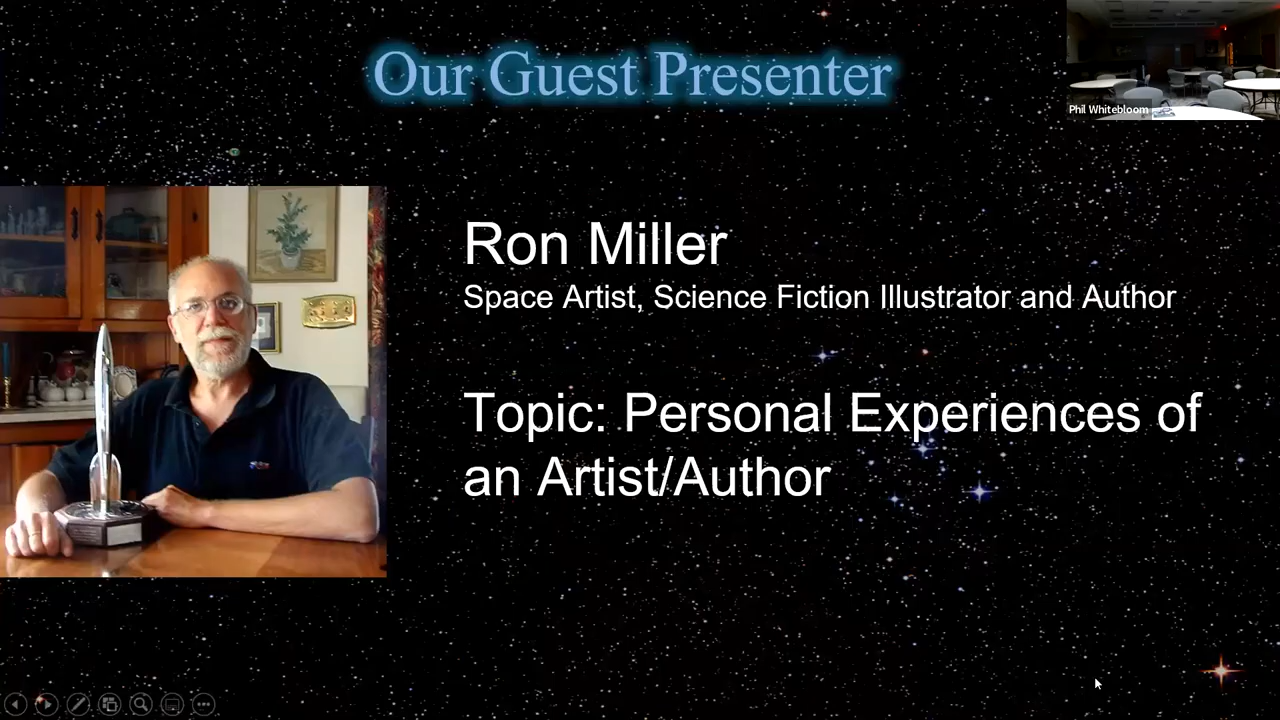 Our Guest Presenter
Phil Whitebloom
Ron Miller
Space Artist, Science Fiction Illustrator and Author
Topic: Personal Experiences of
an Artist/Author